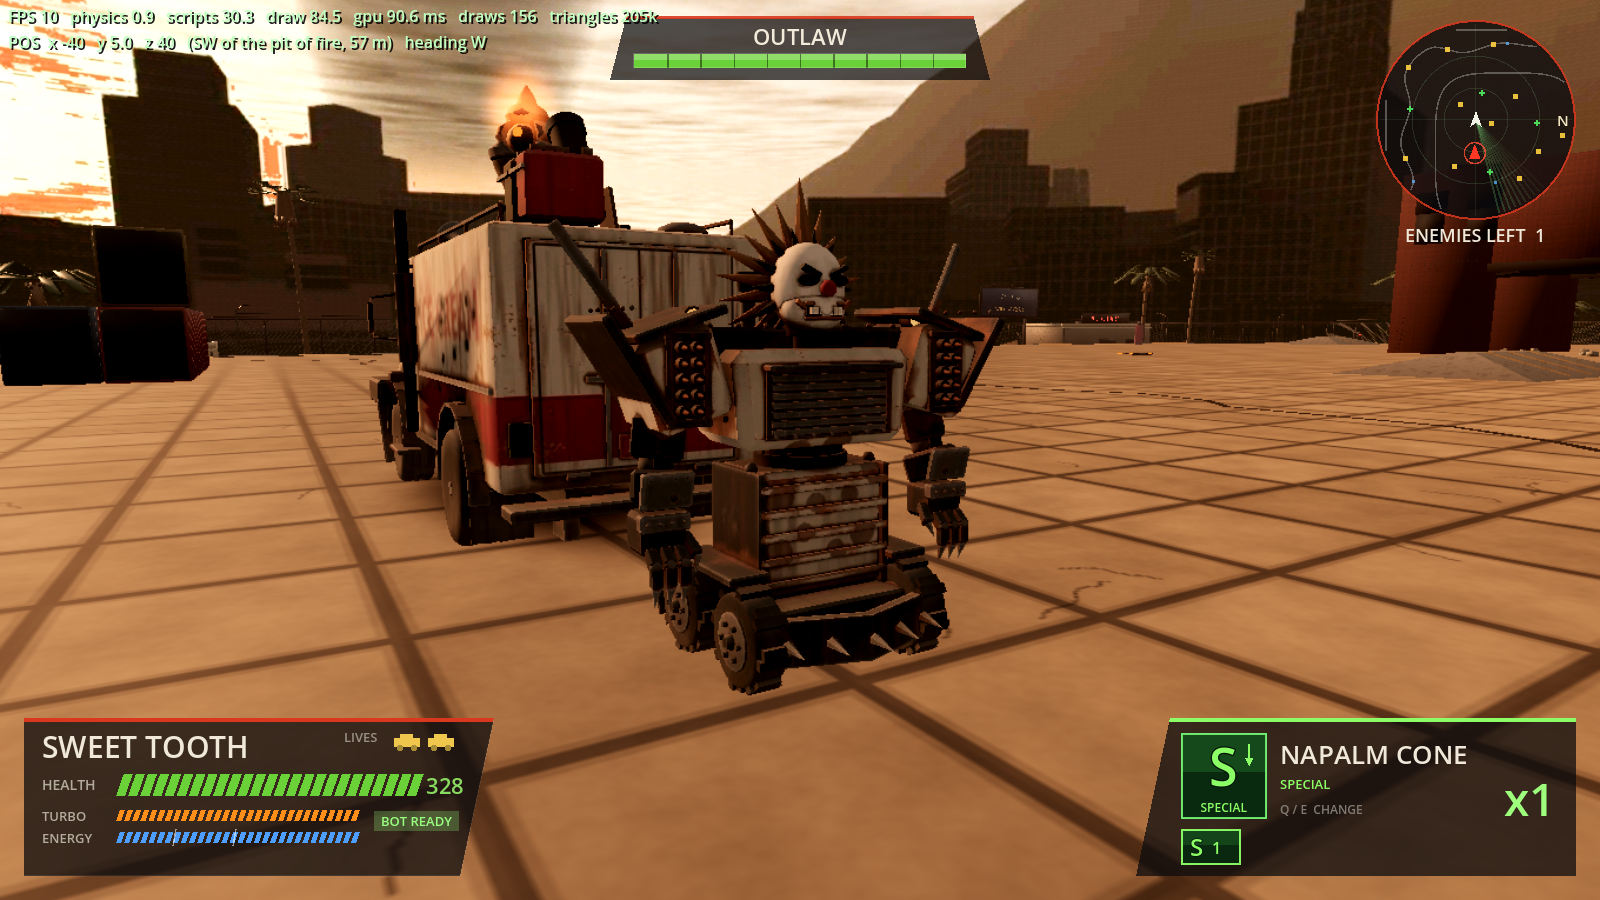 FPS 10 physics 0.9 scripts 30.3 draw 84.5 gpu 90.6 ms draws 156 triangles 205k
POS x -40 y 5.0 z 40 (SW of the pit of fire, 57 m) heading W
OUTLAW
N
ENEMIES LEFT 1
SWEET TOOTH
LIVES
HEALTH
328
TURBO
BOT READY
ENERGY
S
SPECIAL
NAPALM CONE
SPECIAL
Q / E CHANGE
x1
S 1